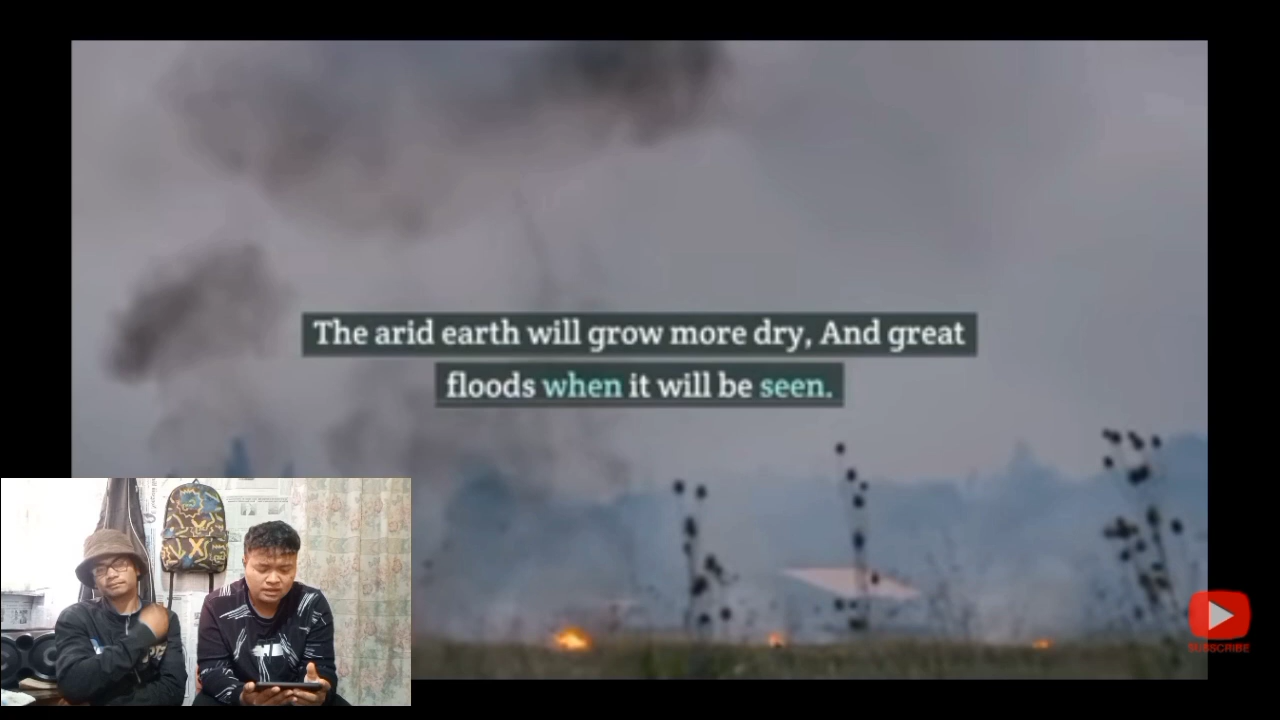 The arid earth will grow more dry, And great
floods when it will be seen.
SUBSCRIBE